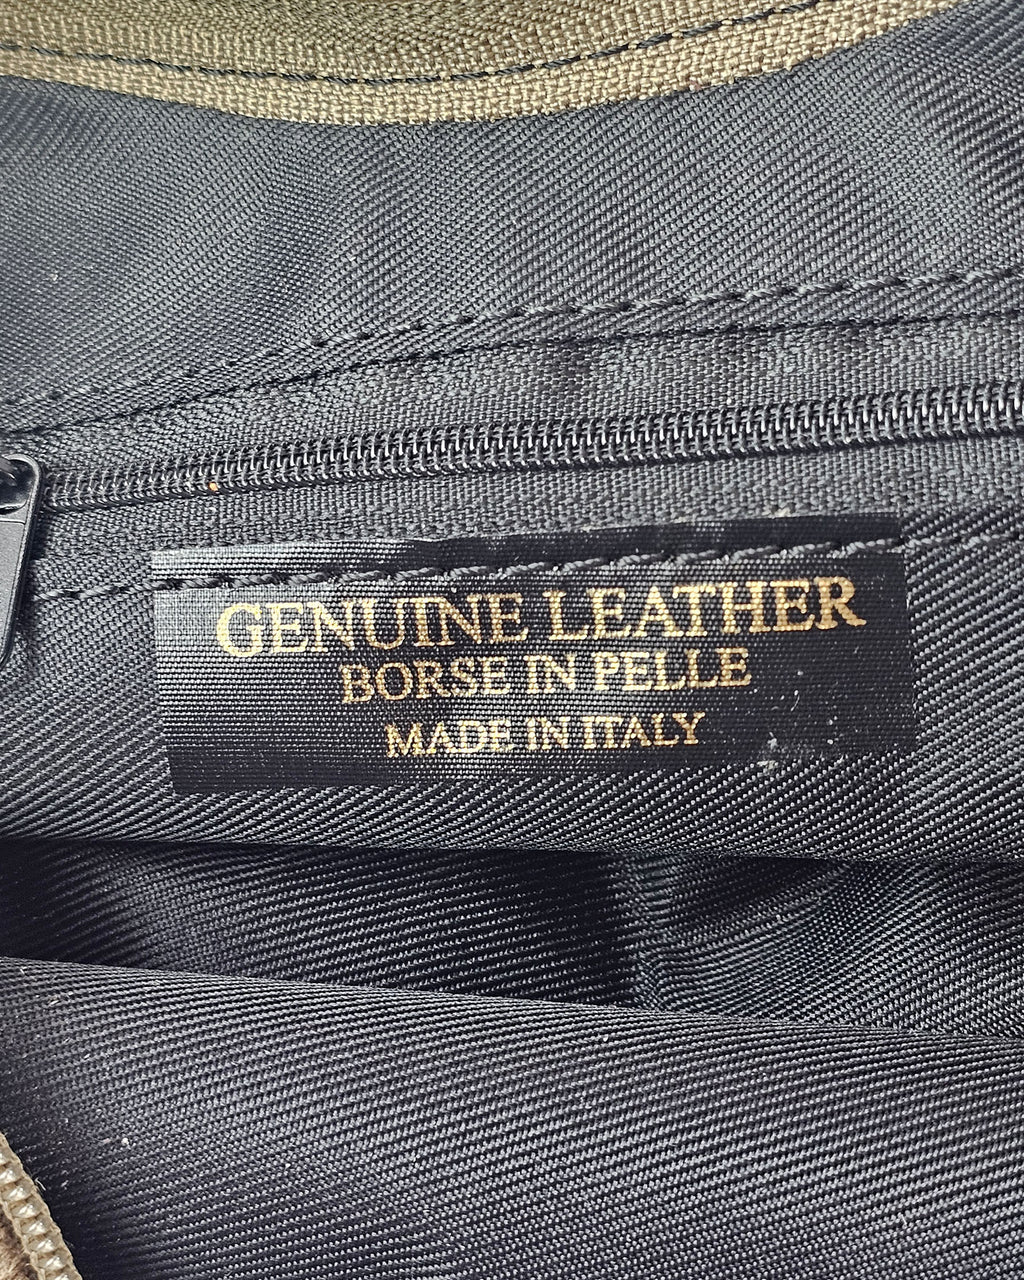 GENUINE LEATHER
BORSE IN PELLE
MADE IN ITALY